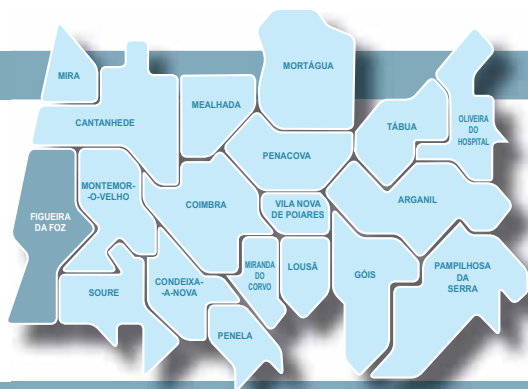 MORTÁGUA
MIRA
MEALHADA
CANTANHEDE
TÁBUA
OLIVEIRA
DO
HOSPITAL
PENACOVA
MONTEMOR-
-O-VELHO
COIMBRA
VILA NOVA
DE POIARES
ARGANIL
FIGUEIRA
DA FOZ
MIRANDA
DO
CORVO
LOUSÃ
GÓIS
PAMPILHOSA
DA
SERRA
SOURE
CONDEIXA-
-A-NOVA
PENELA